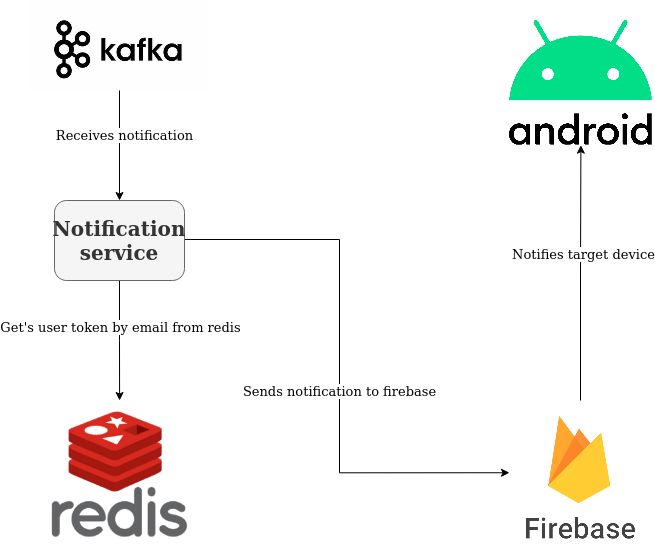 kafka
android
Receives notification
Notification
service
Notifies target device
Get's user token by email from redis
Sends notification to firebase
redis
Firebase